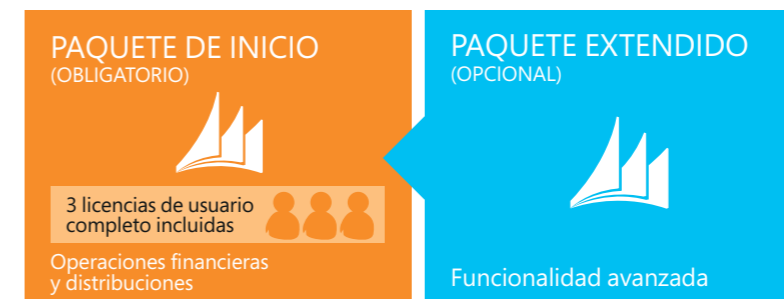 PAQUETE DE INICIO
(OBLIGATORIO)
3 licencias de usuario
completo incluidas
Operaciones financieras
y distribuciones
PAQUETE EXTENDIDO
(OPCIONAL)
Funcionalidad avanzada